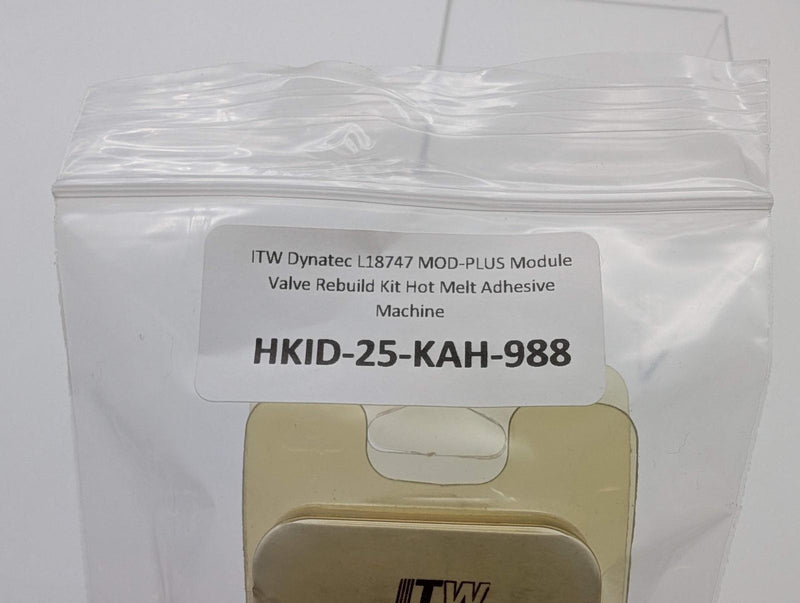 ITW Dynatec L18747 MOD-PLUS Module
Valve Rebuild Kit Hot Melt Adhesive
Machine
HKID-25-KAH-988
ITW